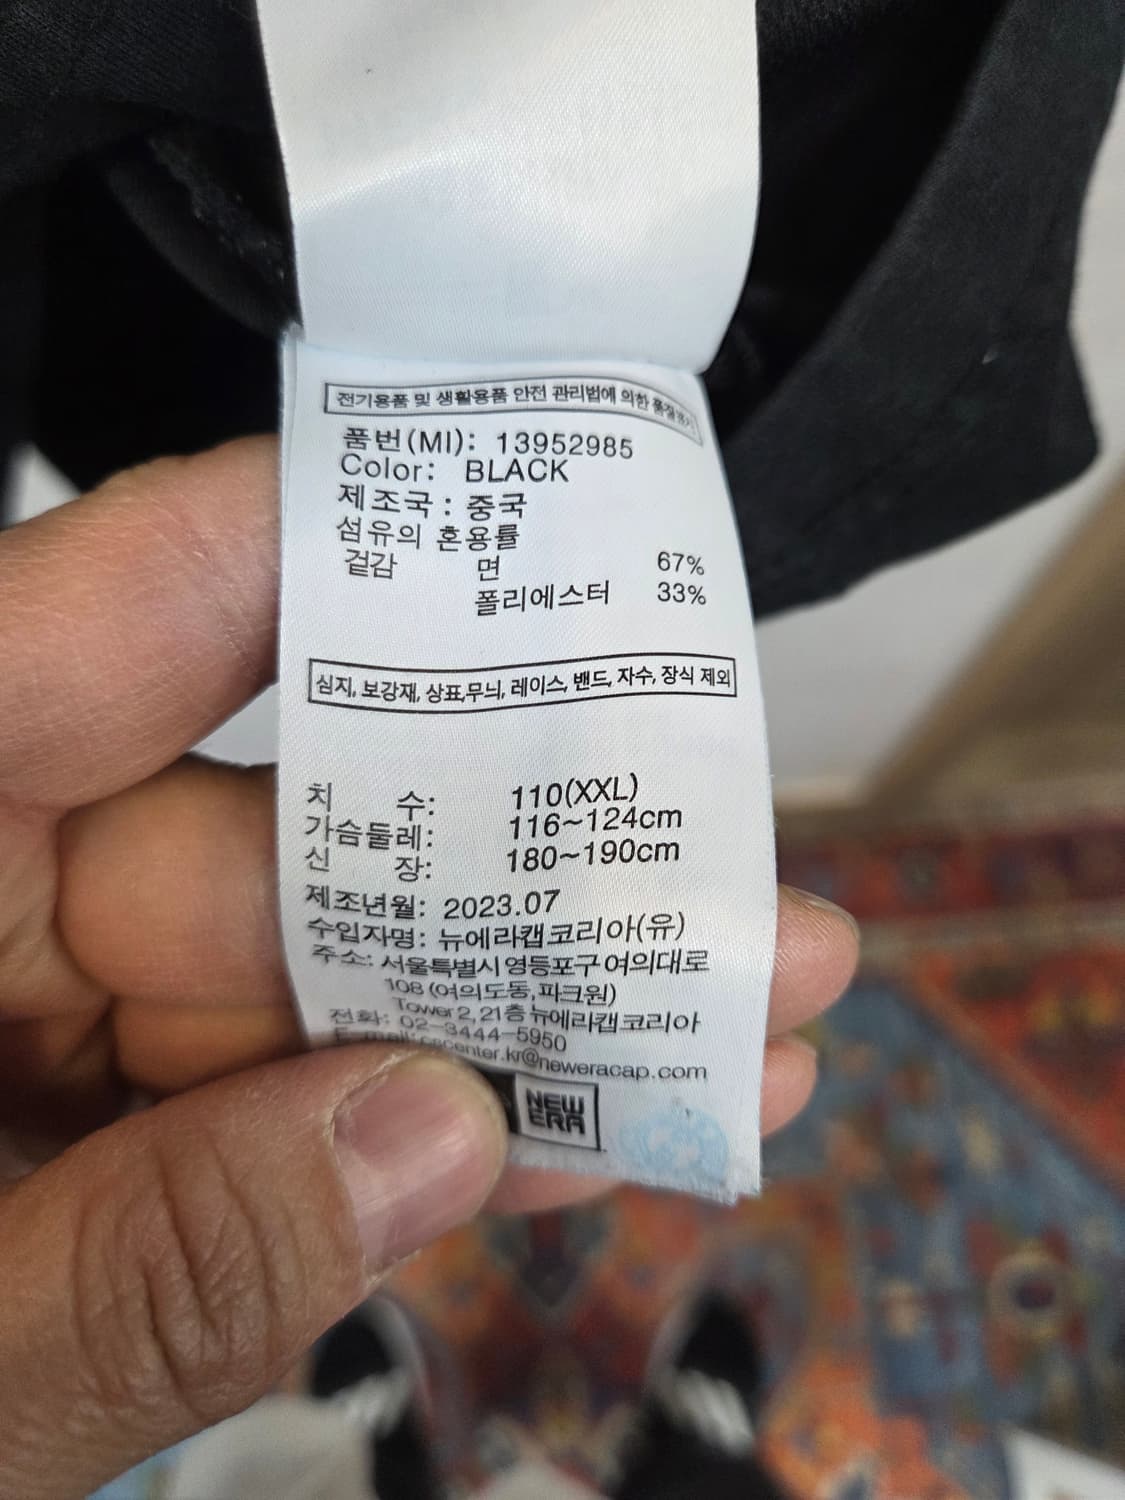 전기용품 및 생활용품 안전 관리법에 의한 품질표시
품번(MI): 13952985
Color: BLACK
제조국 : 중국
섬유의 혼용률
겉감 면 67%
폴리에스터 33%
심지, 보강재, 상표,무늬, 레이스, 밴드, 자수, 장식 제외
치 수: 110(XXL)
가슴둘레: 116~124cm
신 장: 180~190cm
제조년월: 2023.07
수입자명: 뉴에라캡코리아(유)
주소: 서울특별시 영등포구 여의대로
108 (여의도동,파크원)
Tower 2, 21층 뉴에라캡코리아
전화: 02-3444-5950
E-mail: cscenter.kr@neweracap.com
NEW
ERA